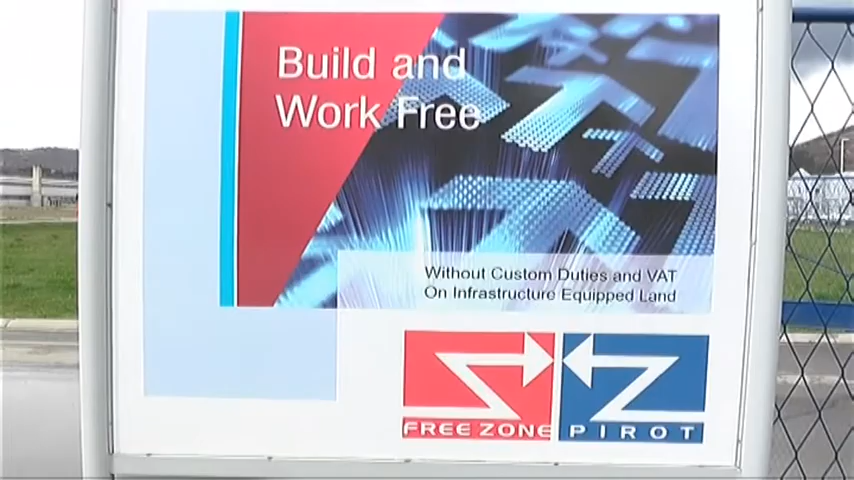 Build and
Work Free
Without Custom Duties and VAT
On Infrastructure Equipped Land
FREE ZONE PIROT